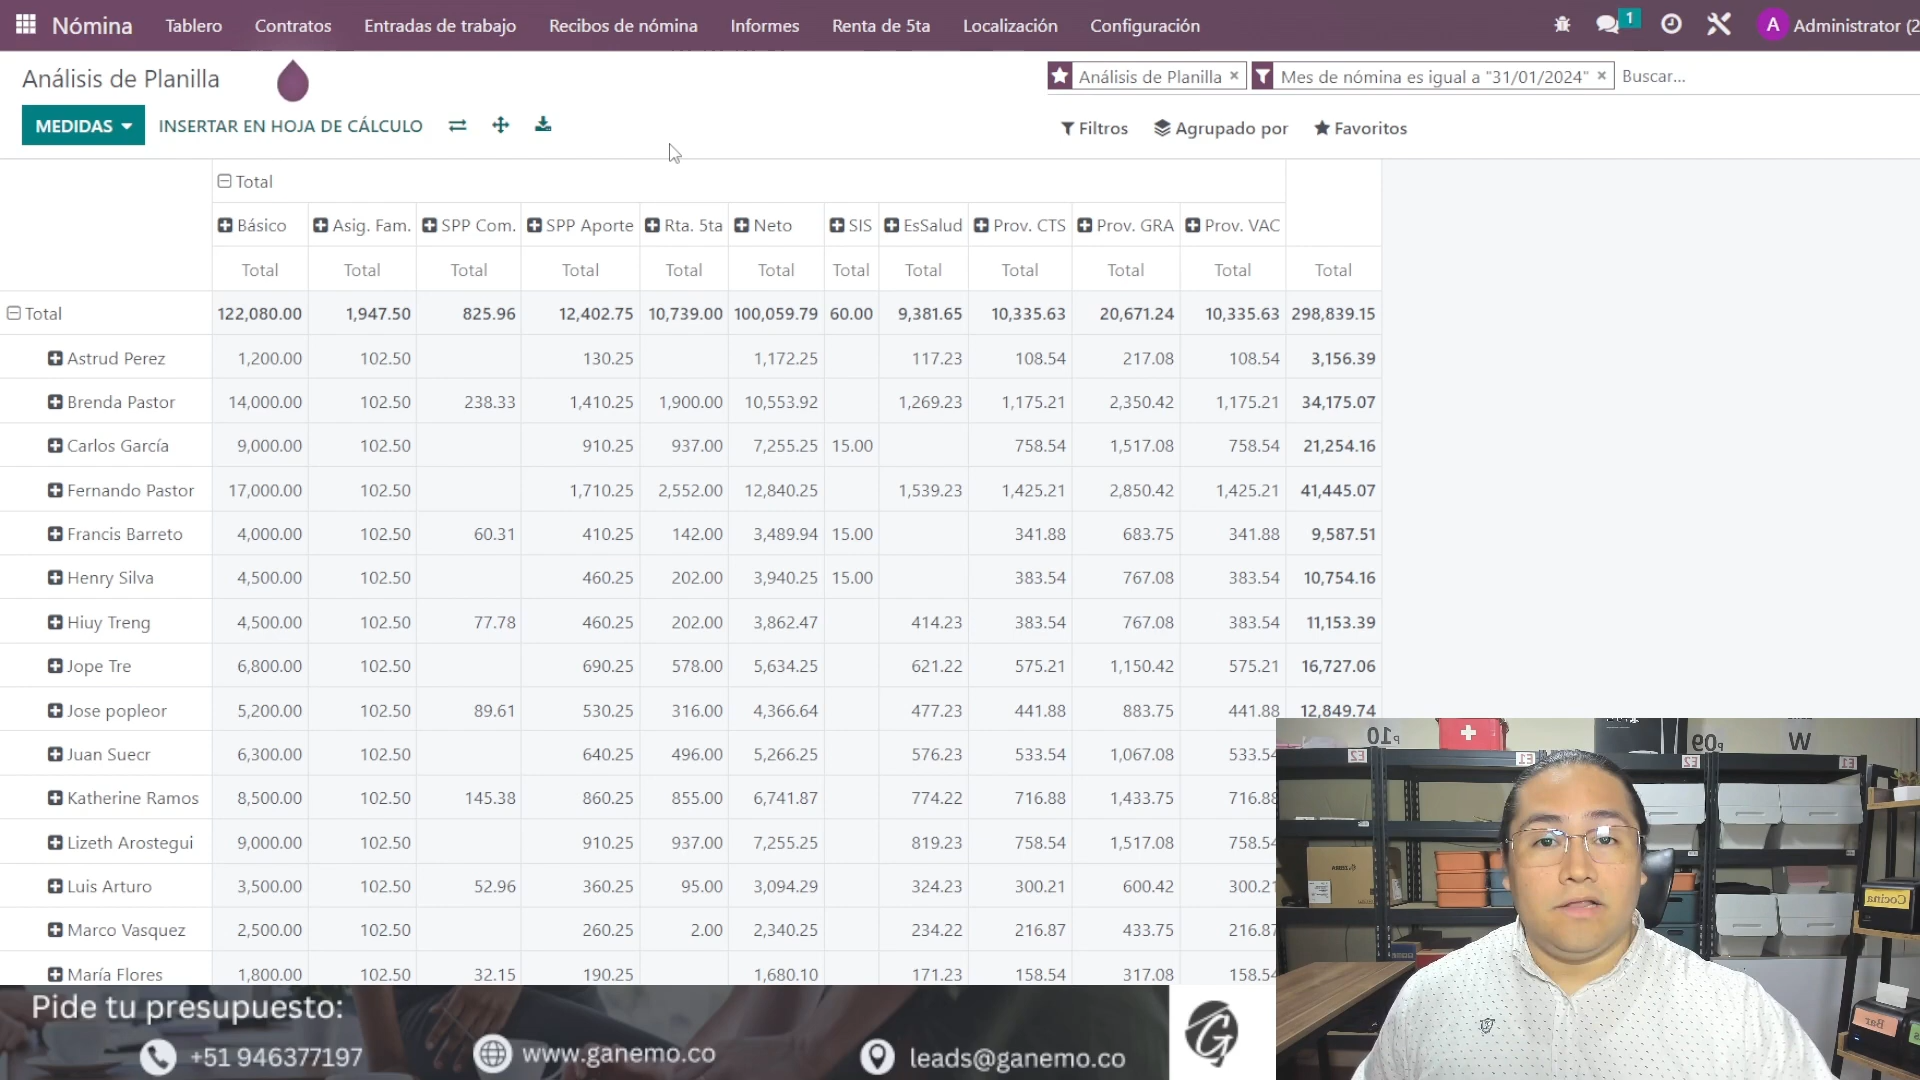 Nómina Tablero Contratos Entradas de trabajo Recibos de nómina Informes Renta de 5ta Localización Configuración 1 A Administrator (2
Análisis de Planilla Análisis de Planilla × Mes de nómina es igual a "31/01/2024" × Buscar...
MEDIDAS INSERTAR EN HOJA DE CÁLCULO Filtros Agrupado por Favoritos
Total
Básico Asig. Fam. SPP Com. SPP Aporte Rta. 5ta Neto SIS EsSalud Prov. CTS Prov. GRA Prov. VAC
Total Total Total Total Total Total Total Total Total Total Total Total
Total 122,080.00 1,947.50 825.96 12,402.75 10,739.00 100,059.79 60.00 9,381.65 10,335.63 20,671.24 10,335.63 298,839.15
Astrud Perez 1,200.00 102.50 130.25 1,172.25 117.23 108.54 217.08 108.54 3,156.39
Brenda Pastor 14,000.00 102.50 238.33 1,410.25 1,900.00 10,553.92 1,269.23 1,175.21 2,350.42 1,175.21 34,175.07
Carlos García 9,000.00 102.50 910.25 937.00 7,255.25 15.00 758.54 1,517.08 758.54 21,254.16
Fernando Pastor 17,000.00 102.50 1,710.25 2,552.00 12,840.25 1,539.23 1,425.21 2,850.42 1,425.21 41,445.07
Francis Barreto 4,000.00 102.50 60.31 410.25 142.00 3,489.94 15.00 341.88 683.75 341.88 9,587.51
Henry Silva 4,500.00 102.50 460.25 202.00 3,940.25 15.00 383.54 767.08 383.54 10,754.16
Hiuy Treng 4,500.00 102.50 77.78 460.25 202.00 3,862.47 414.23 383.54 767.08 383.54 11,153.39
Jope Tre 6,800.00 102.50 690.25 578.00 5,634.25 621.22 575.21 1,150.42 575.21 16,727.06
Jose popleor 5,200.00 102.50 89.61 530.25 316.00 4,366.64 477.23 441.88 883.75 441.88 12,849.74
Juan Suecr 6,300.00 102.50 640.25 496.00 5,266.25 576.23 533.54 1,067.08 533.54
Katherine Ramos 8,500.00 102.50 145.38 860.25 855.00 6,741.87 774.22 716.88 1,433.75 716.88
Lizeth Arostegui 9,000.00 102.50 910.25 937.00 7,255.25 819.23 758.54 1,517.08 758.54
Luis Arturo 3,500.00 102.50 52.96 360.25 95.00 3,094.29 324.23 300.21 600.42 300.21
Marco Vasquez 2,500.00 102.50 260.25 2.00 2,340.25 234.22 216.87 433.75 216.87
María Flores 1,800.00 102.50 32.15 190.25 1,680.10 171.23 158.54 317.08 158.54
P10 P09 W
E2 E1 E2 E1
Cocina
Bar
Pide tu presupuesto:
+51 946377197 www.ganemo.co leads@ganemo.co
G